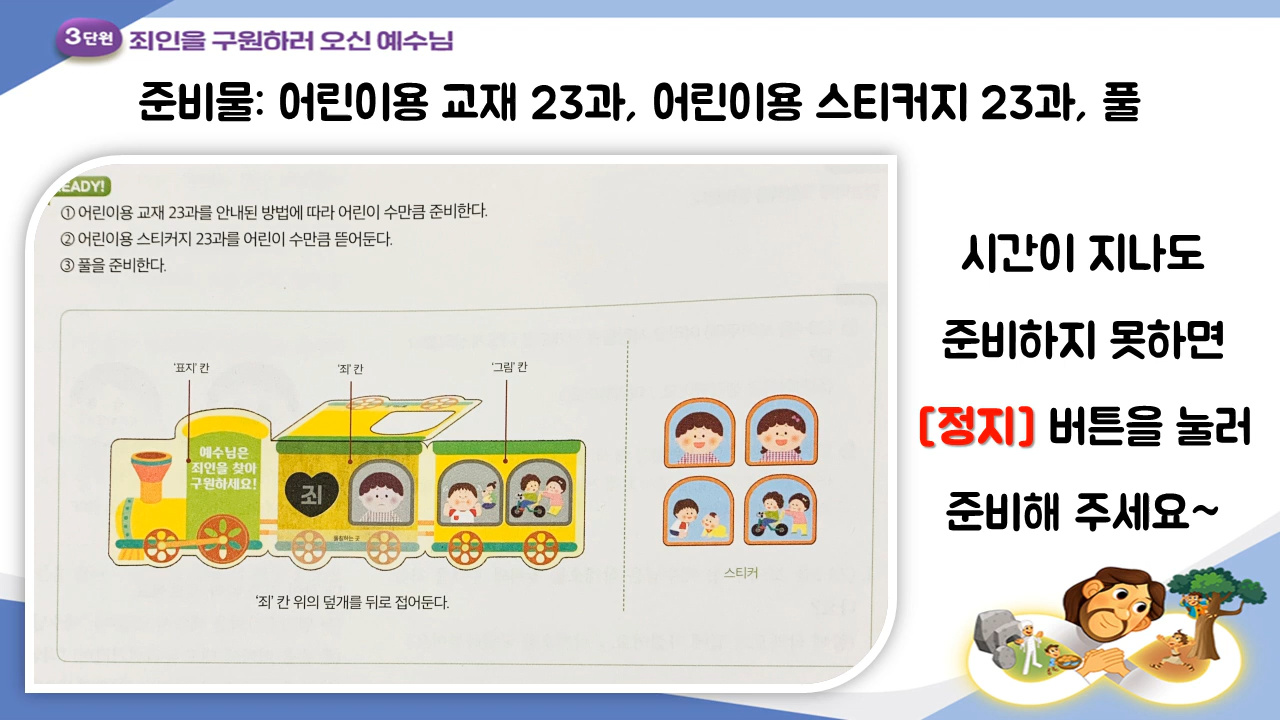 3단원 죄인을 구원하러 오신 예수님
준비물: 어린이용 교재 23과, 어린이용 스티커지 23과, 풀
READY!
① 어린이용 교재 23과를 안내된 방법에 따라 어린이 수만큼 준비한다.
② 어린이용 스티커지 23과를 어린이 수만큼 뜯어둔다.
③ 풀을 준비한다.
‘표지’ 칸
‘죄’ 칸
‘그림’ 칸
예수님은
죄인을 찾아
구원하세요!
죄
풀칠하는 곳
스티커
‘죄’ 칸 위의 덮개를 뒤로 접어둔다.
시간이 지나도
준비하지 못하면
[정지] 버튼을 눌러
준비해 주세요~